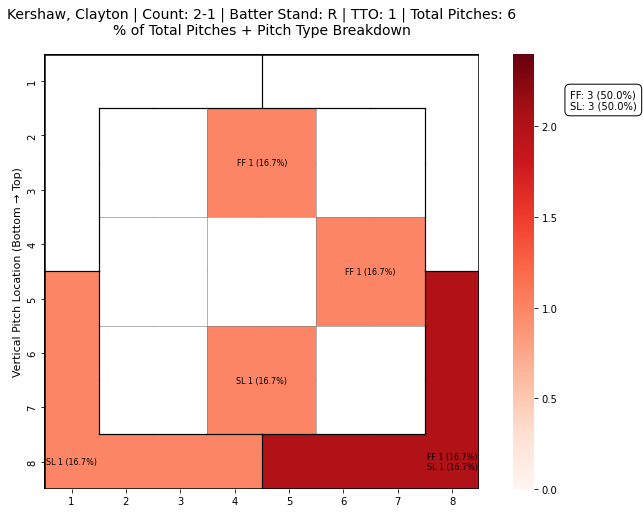 Kershaw, Clayton | Count: 2-1 | Batter Stand: R | TTO: 1 | Total Pitches: 6
% of Total Pitches + Pitch Type Breakdown
FF: 3 (50.0%)
SL: 3 (50.0%)
Vertical Pitch Location (Bottom → Top)
1
2
3
4
5
6
7
8
FF 1 (16.7%)
FF 1 (16.7%)
SL 1 (16.7%)
SL 1 (16.7%)
FF 1 (16.7%)
SL 1 (16.7%)
1
2
3
4
5
6
7
8
2.0
1.5
1.0
0.5
0.0